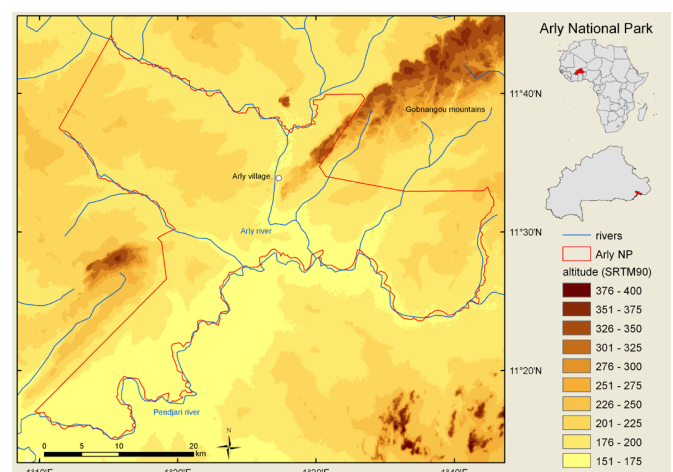 Arly National Park
11°40'N
Gobnangou mountains
Arly village
Arly river
11°30'N
11°20'N
Pendjari river
N
0 5 10 20
km
rivers
Arly NP
altitude (SRTM90)
376 - 400
351 - 375
326 - 350
301 - 325
276 - 300
251 - 275
226 - 250
201 - 225
176 - 200
151 - 175